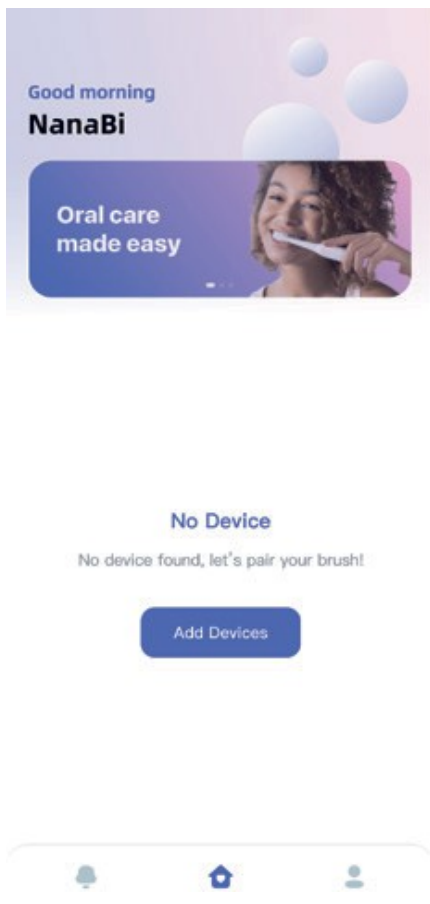 Good morning
NanaBi
Oral care
made easy
No Device
No device found, let's pair your brush!
Add Devices